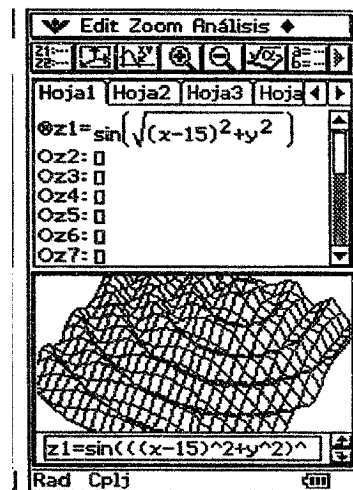 Edit Zoom Análisis
Hoja1 Hoja2 Hoja3 Hoja
z1=sin(√((x-15)²+y²))
z2:▯
z3:▯
z4:▯
z5:▯
z6:▯
z7:▯
z1=sin(((x-15)^2+y^2)^
Rad Cplj